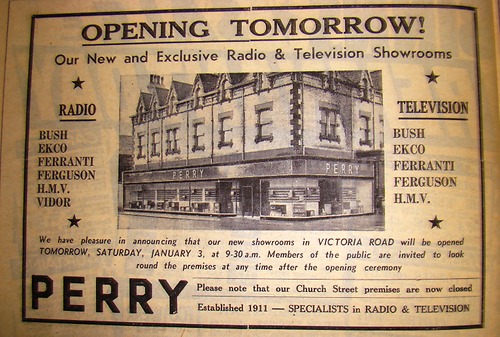 OPENING TOMORROW!
Our New and Exclusive Radio & Television Showrooms
RADIO
BUSH
EKCO
FERRANTI
FERGUSON
H.M.V.
VIDOR
PERRY
PERRY
TELEVISION
BUSH
EKCO
FERRANTI
FERGUSON
H.M.V.
We have pleasure in announcing that our new showrooms in VICTORIA ROAD will be opened
TOMORROW, SATURDAY, JANUARY 3, at 9-30 a.m. Members of the public are invited to look
round the premises at any time after the opening ceremony
PERRY
Please note that our Church Street premises are now closed
Established 1911 — SPECIALISTS in RADIO & TELEVISION